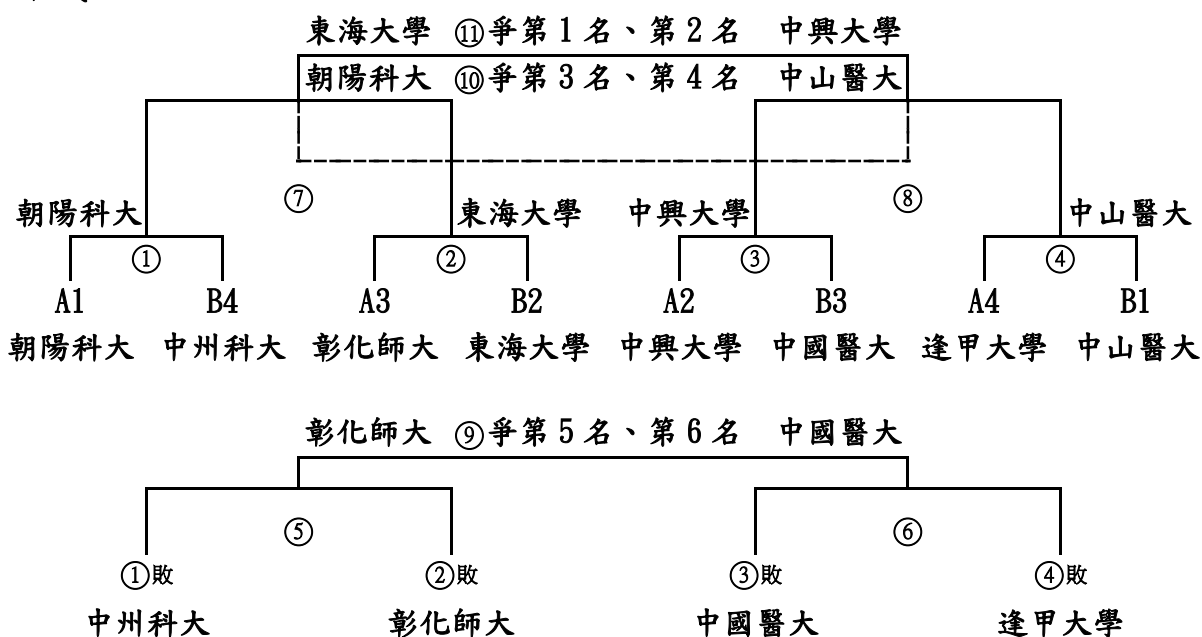 東海大學 ⑪爭第1名、第2名 中興大學
朝陽科大 ⑩爭第3名、第4名 中山醫大
⑦ ⑧
朝陽科大 東海大學 中興大學 中山醫大
① ② ③ ④
A1 B4 A3 B2 A2 B3 A4 B1
朝陽科大 中州科大 彰化師大 東海大學 中興大學 中國醫大 逢甲大學 中山醫大
彰化師大 ⑨爭第5名、第6名 中國醫大
⑤ ⑥
①敗 ②敗 ③敗 ④敗
中州科大 彰化師大 中國醫大 逢甲大學